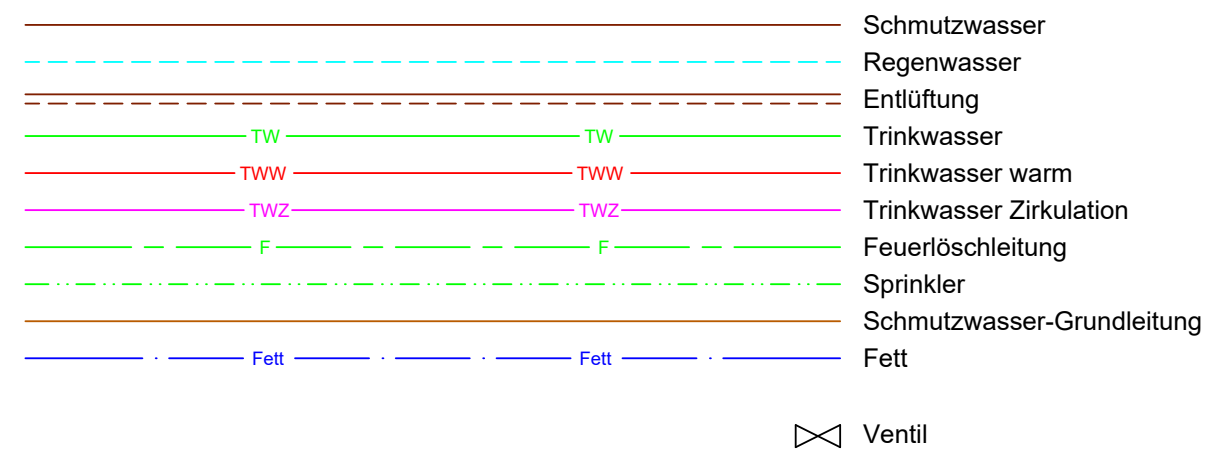 Schmutzwasser
Regenwasser
Entlüftung
TW TW Trinkwasser
TWW TWW Trinkwasser warm
TWZ TWZ Trinkwasser Zirkulation
F F Feuerlöschleitung
Sprinkler
Schmutzwasser-Grundleitung
Fett Fett Fett
Ventil